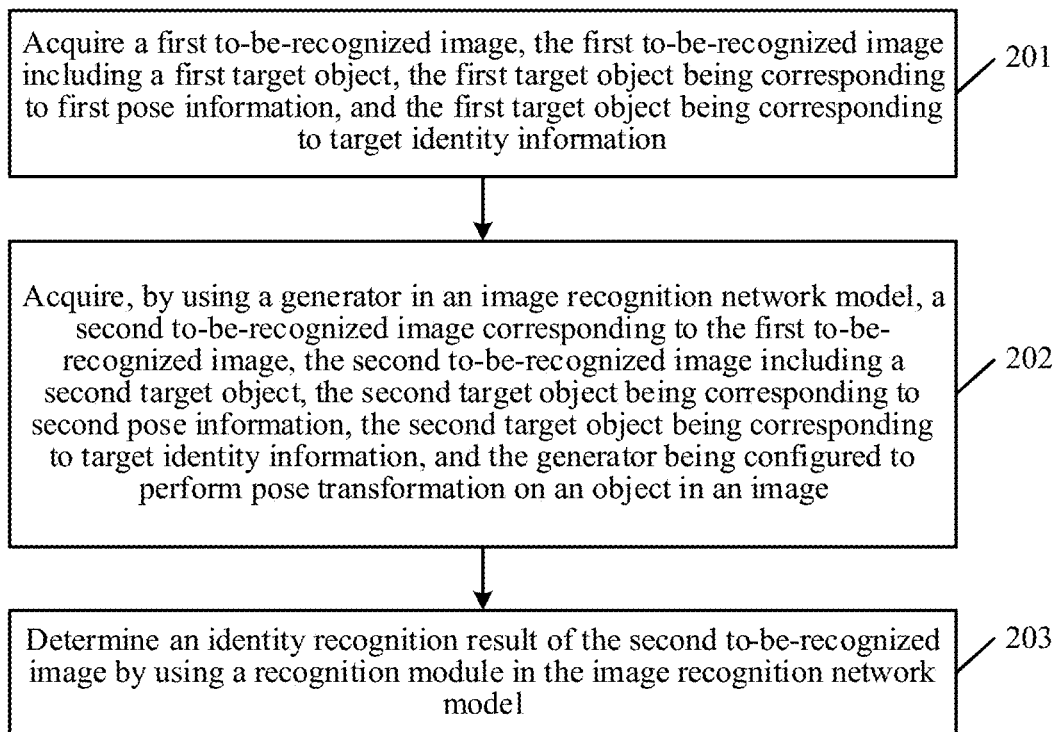 Acquire a first to-be-recognized image, the first to-be-recognized image
including a first target object, the first target object being corresponding
to first pose information, and the first target object being corresponding
to target identity information
201
Acquire, by using a generator in an image recognition network model, a
second to-be-recognized image corresponding to the first to-be-
recognized image, the second to-be-recognized image including a
second target object, the second target object being corresponding to
second pose information, the second target object being corresponding
to target identity information, and the generator being configured to
perform pose transformation on an object in an image
202
Determine an identity recognition result of the second to-be-recognized
image by using a recognition module in the image recognition network
model
203